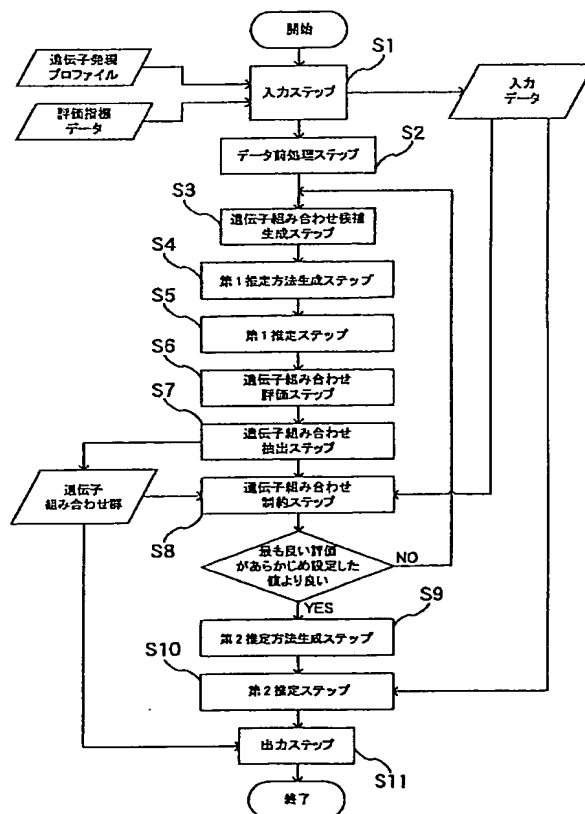 開始
S1
遺伝子発現
プロファイル
入力ステップ
入力
データ
評価指標
データ
S2
データ前処理ステップ
S3
遺伝子組み合わせ候補
生成ステップ
S4
第1推定方法生成ステップ
S5
第1推定ステップ
S6
遺伝子組み合わせ
評価ステップ
S7
遺伝子組み合わせ
抽出ステップ
遺伝子
組み合わせ群
遺伝子組み合わせ
制約ステップ
S8
最も良い評価
があらかじめ設定した
値より良い
NO
YES
S9
第2推定方法生成ステップ
S10
第2推定ステップ
出力ステップ
S11
終了